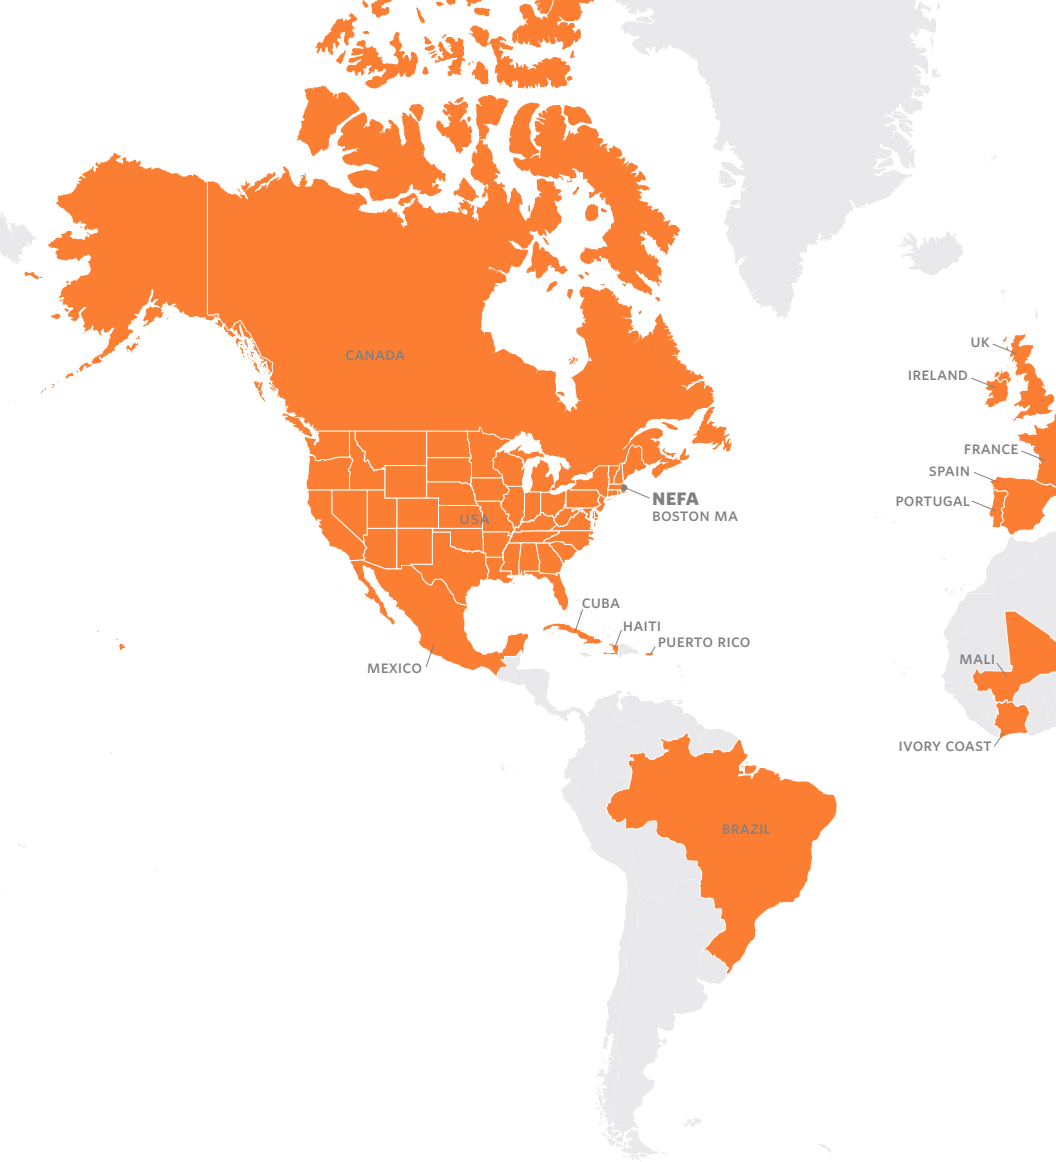 UK
CANADA
IRELAND
FRANCE
SPAIN
NEFA
PORTUGAL
BOSTON MA
USA
CUBA
HAITI
PUERTO RICO
MALI
MEXICO
IVORY COAST
BRAZIL